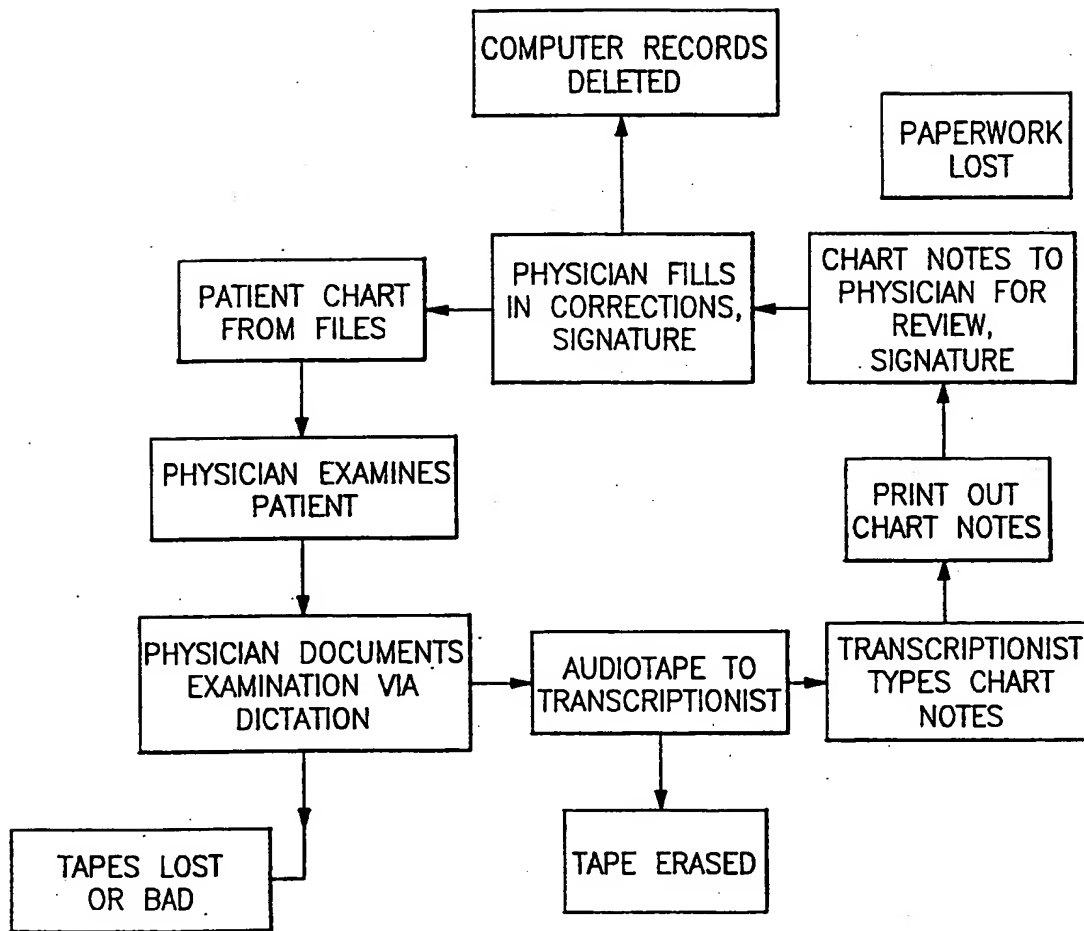 COMPUTER RECORDS
DELETED
PAPERWORK
LOST
PATIENT CHART
FROM FILES
PHYSICIAN FILLS
IN CORRECTIONS,
SIGNATURE
CHART NOTES TO
PHYSICIAN FOR
REVIEW,
SIGNATURE
PHYSICIAN EXAMINES
PATIENT
PRINT OUT
CHART NOTES
PHYSICIAN DOCUMENTS
EXAMINATION VIA
DICTATION
AUDIOTAPE TO
TRANSCRIPTIONIST
TRANSCRIPTIONIST
TYPES CHART
NOTES
TAPES LOST
OR BAD
TAPE ERASED